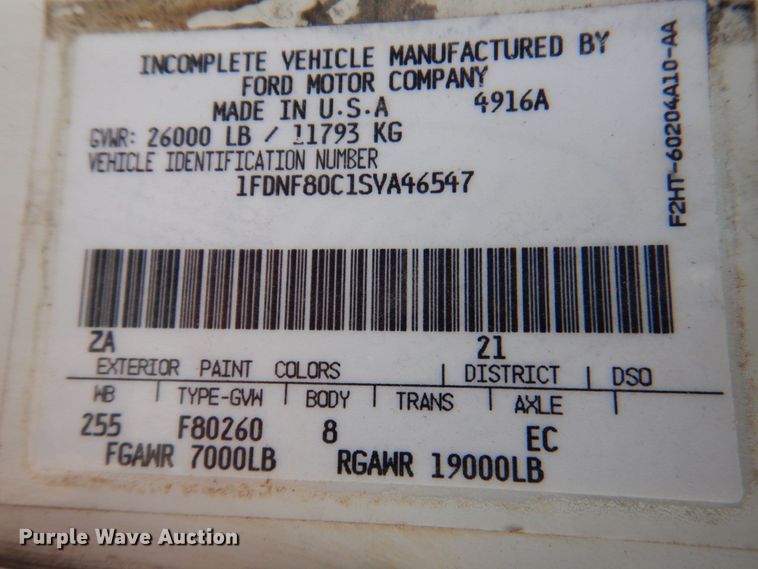 INCOMPLETE VEHICLE MANUFACTURED BY
FORD MOTOR COMPANY
MADE IN U.S.A 4916A
GVWR: 26000 LB / 11793 KG
VEHICLE IDENTIFICATION NUMBER
1FDNF80C1SVA46547
F2HT-60204A10-AA
ZA 21
EXTERIOR PAINT COLORS DISTRICT DSO
WB TYPE-GVW BODY TRANS AXLE
255 F80260 8 EC
FGAWR 7000LB RGAWR 19000LB
Purple Wave Auction